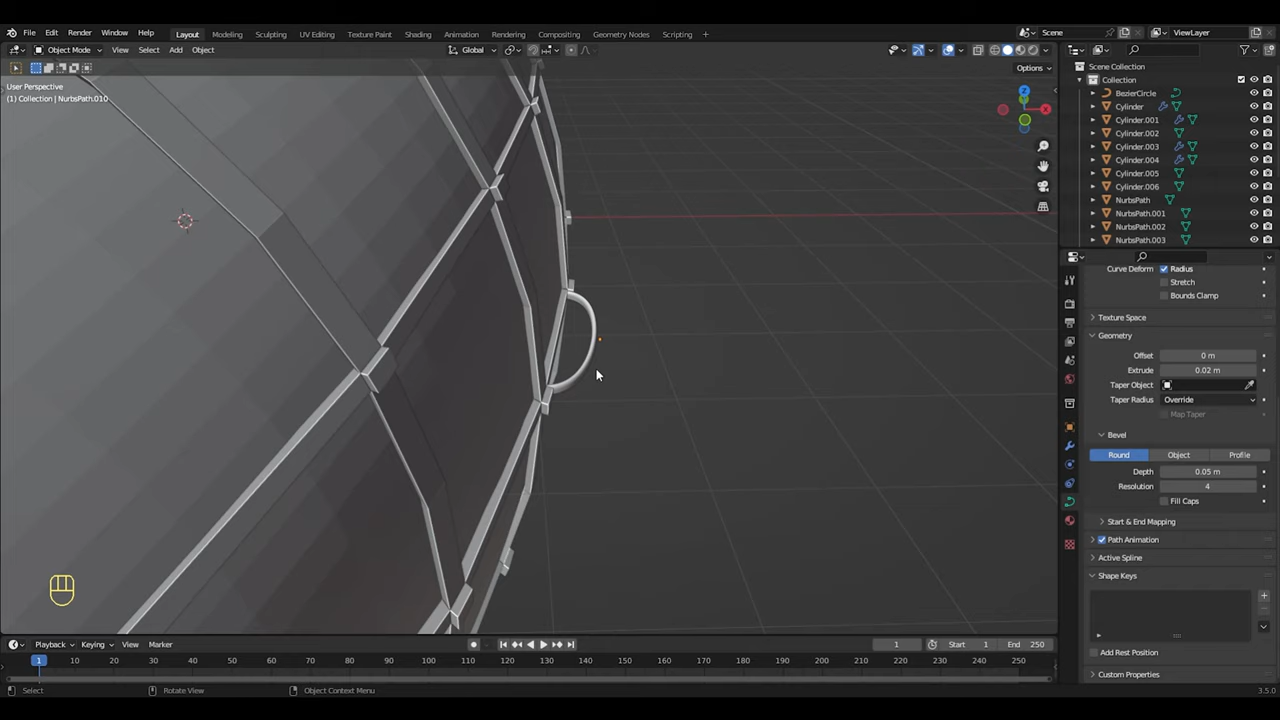 File Edit Render Window Help Layout Modeling Sculpting UV Editing Texture Paint Shading Animation Rendering Compositing Geometry Nodes Scripting + Scene ViewLayer
Object Mode View Select Add Object Global
Options
User Perspective
(1) Collection | NurbsPath.010
Scene Collection
Collection
BezierCircle
Cylinder
Cylinder.001
Cylinder.002
Cylinder.003
Cylinder.004
Cylinder.005
Cylinder.006
NurbsPath
NurbsPath.001
NurbsPath.002
NurbsPath.003
Curve Deform Radius
Stretch
Bounds Clamp
Texture Space
Geometry
Offset 0 m
Extrude 0.02 m
Taper Object
Taper Radius Override
Map Taper
Bevel
Round Object Profile
Depth 0.05 m
Resolution 4
Fill Caps
Start & End Mapping
Path Animation
Active Spline
Shape Keys
Add Rest Position
Custom Properties
Playback Keying View Marker 1 Start 1 End 250
1 10 20 30 40 50 60 70 80 90 100 110 120 130 140 150 160 170 180 190 200 210 220 230 240 250
Select Rotate View Object Context Menu 3.5.0
X
Z
Y